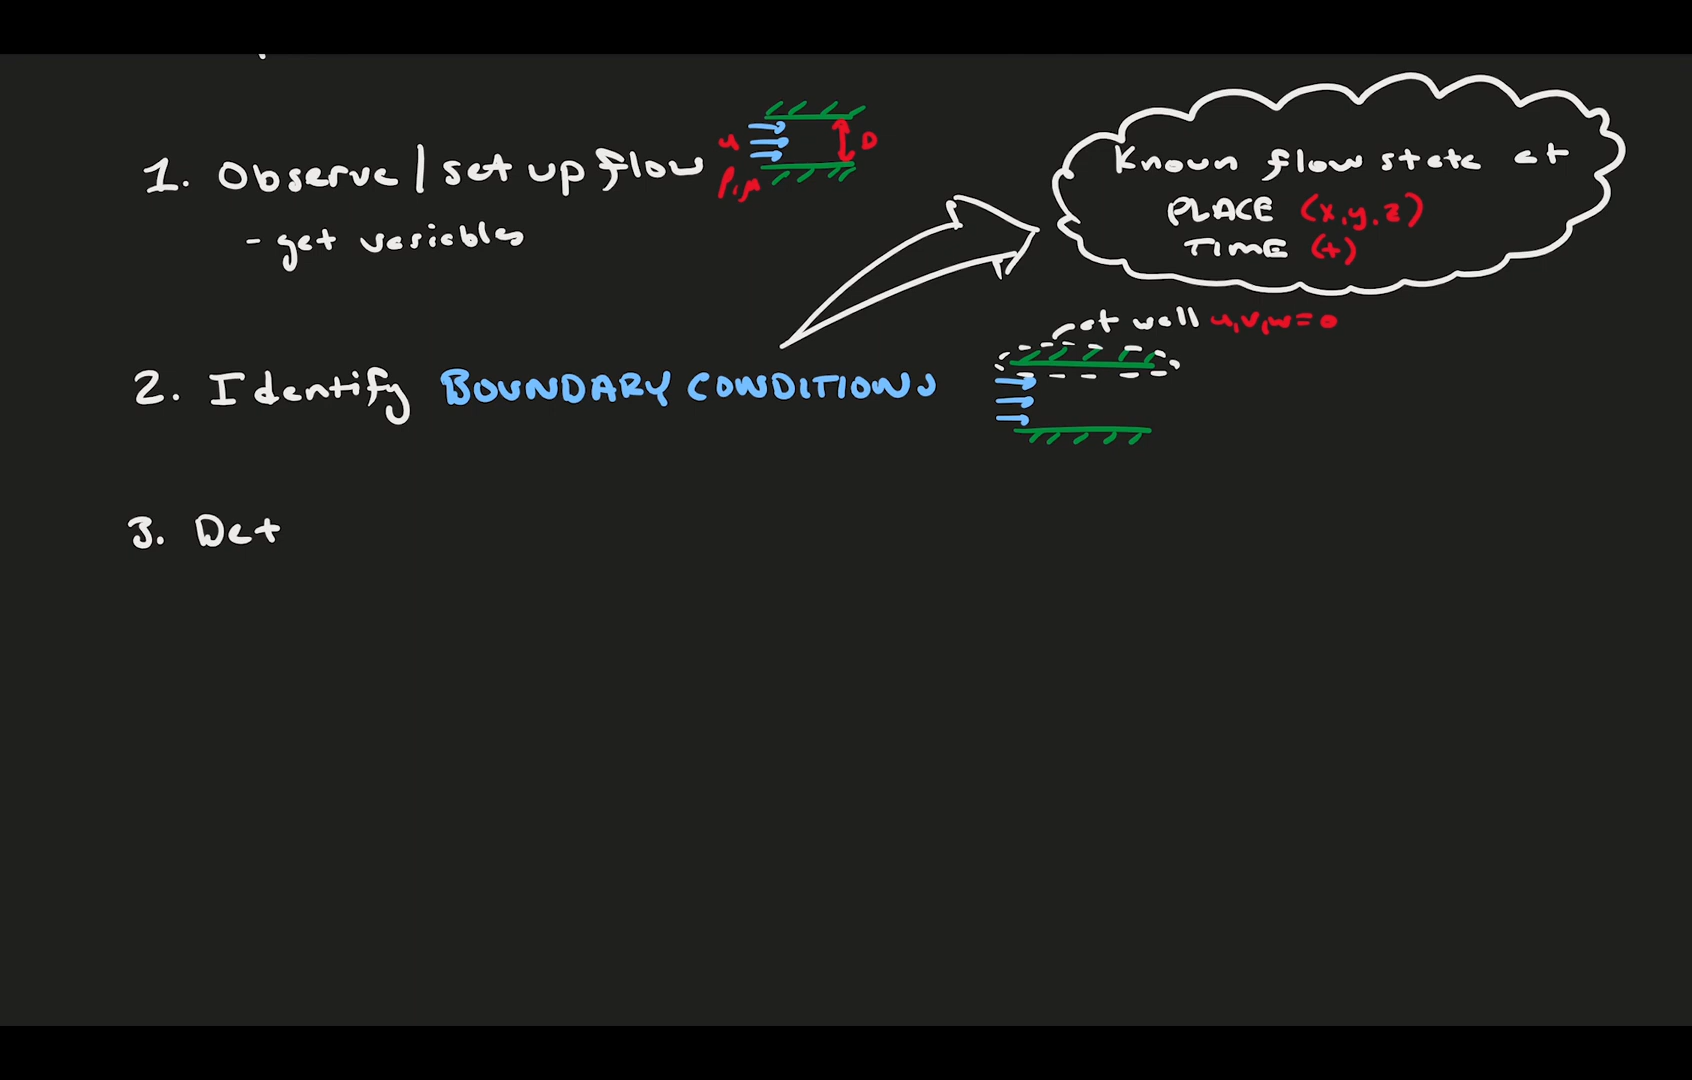 1. Observe/set up flow
u
ρ, μ
D
- get variables
Known flow state at
PLACE (x,y,z)
TIME (t)
2. Identify BOUNDARY CONDITIONS
at wall u,v,w=0
3. Det